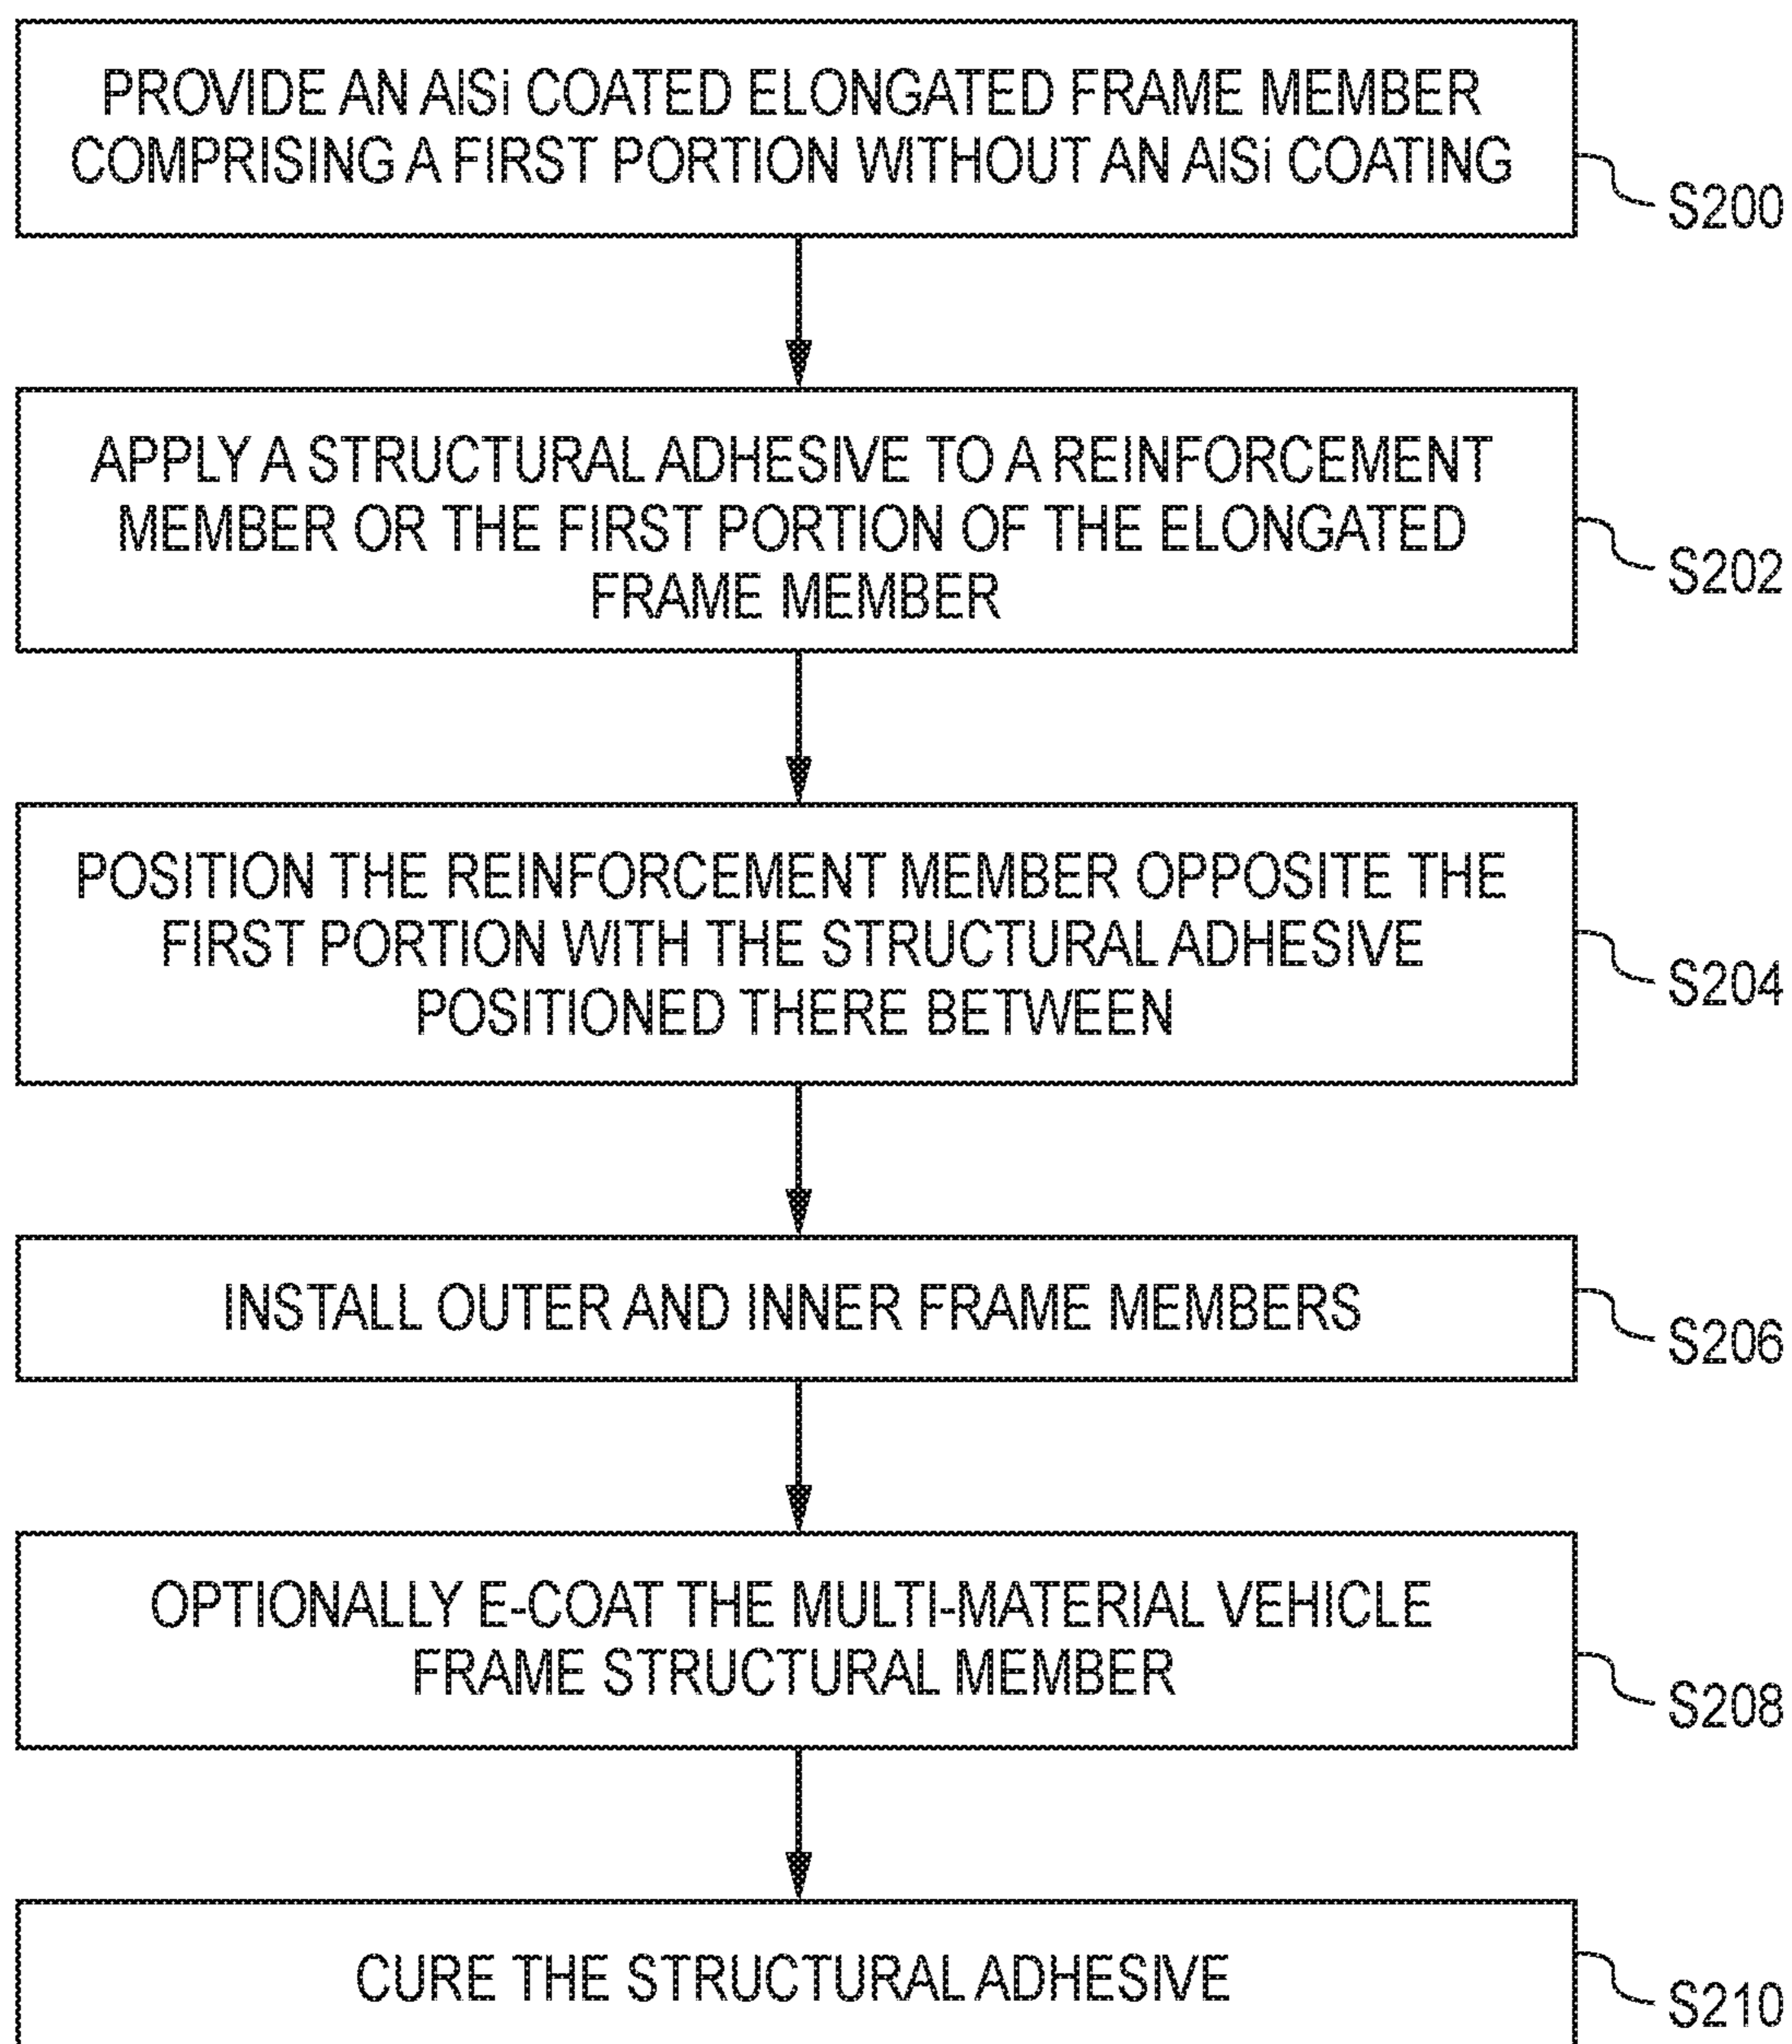 PROVIDE AN AlSi COATED ELONGATED FRAME MEMBER
COMPRISING A FIRST PORTION WITHOUT AN AlSi COATING
S200
APPLY A STRUCTURAL ADHESIVE TO A REINFORCEMENT
MEMBER OR THE FIRST PORTION OF THE ELONGATED
FRAME MEMBER
S202
POSITION THE REINFORCEMENT MEMBER OPPOSITE THE
FIRST PORTION WITH THE STRUCTURAL ADHESIVE
POSITIONED THERE BETWEEN
S204
INSTALL OUTER AND INNER FRAME MEMBERS
S206
OPTIONALLY E-COAT THE MULTI-MATERIAL VEHICLE
FRAME STRUCTURAL MEMBER
S208
CURE THE STRUCTURAL ADHESIVE
S210